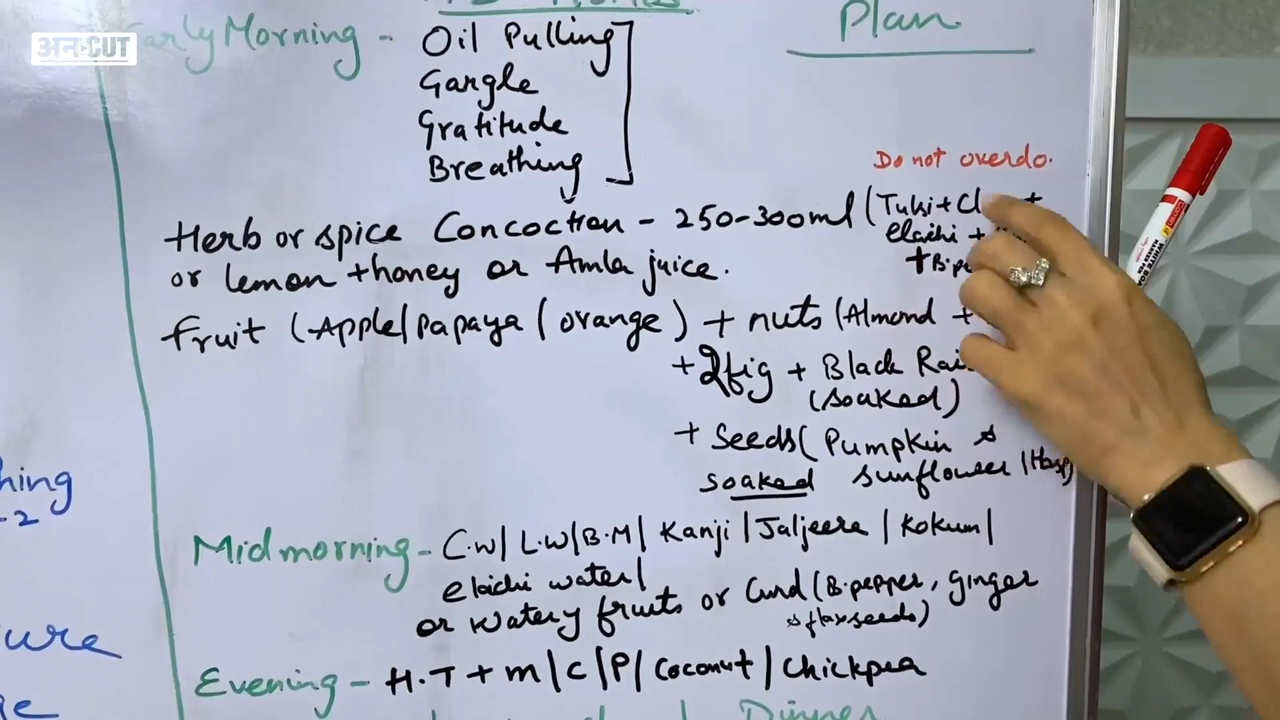 अनCUT
Plan
Early Morning - Oil Pulling
Gargle
Gratitude
Breathing
Do not overdo.
Herb or spice Concoction - 250-300ml (Tulsi +
elaichi +
+ B.pe
or lemon + honey or Amla juice.
fruit (Apple/papaya/orange) + nuts (Almond +
+ 2fig + Black Rai
(soaked)
+ seeds (Pumpkin &
soaked sunflower
hing
-2
Midmorning - C.W/ L.W/B.M/ Kanji / Jaljeera / Kokum/
elaichi water/
or watery fruits or Curd (B.pepper, ginger
& flaxseeds)
ure
Evening - H.T + m/c/P/ Coconut / Chickpea
ge
Dinner